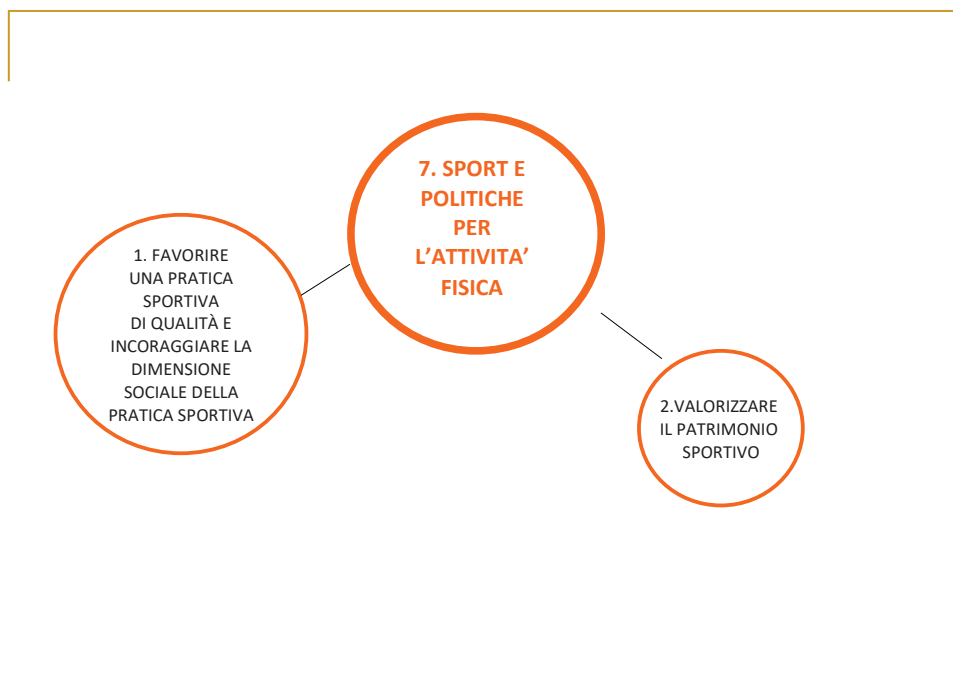 7. SPORT E
POLITICHE
PER
L’ATTIVITA’
FISICA
1. FAVORIRE
UNA PRATICA
SPORTIVA
DI QUALITÀ E
INCORAGGIARE LA
DIMENSIONE
SOCIALE DELLA
PRATICA SPORTIVA
2.VALORIZZARE
IL PATRIMONIO
SPORTIVO